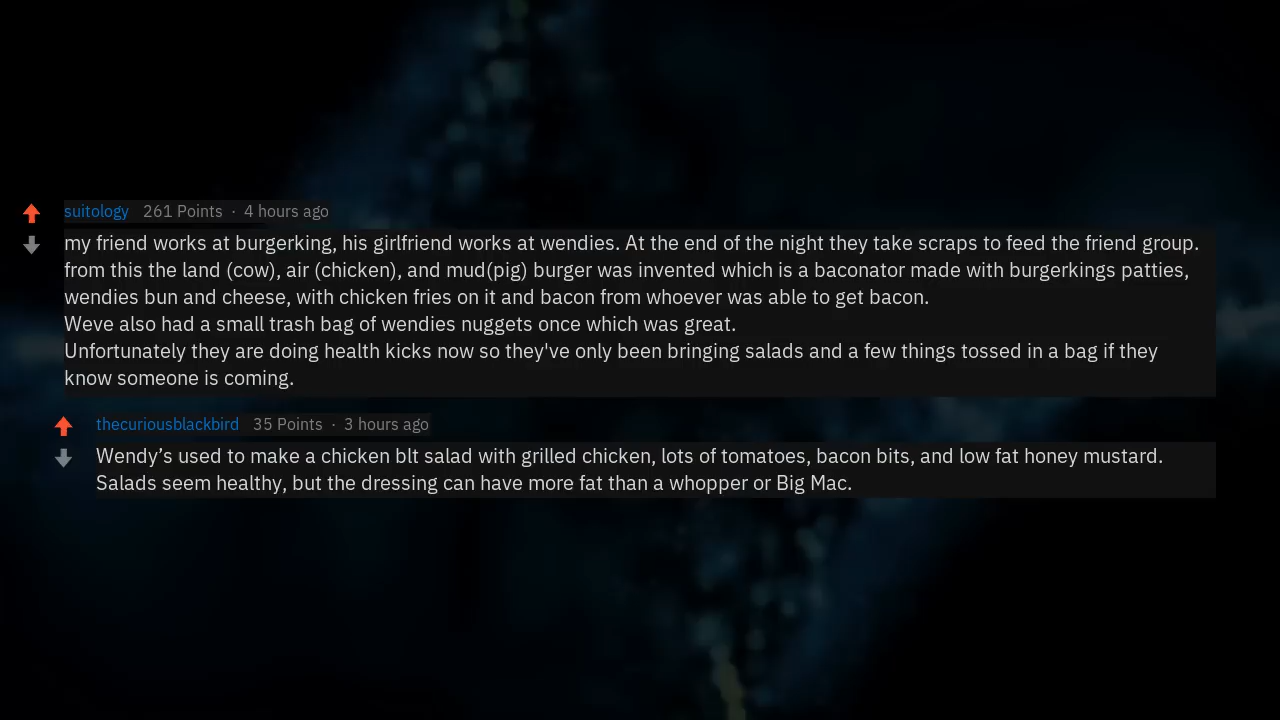 suitology 261 Points · 4 hours ago
my friend works at burgerking, his girlfriend works at wendies. At the end of the night they take scraps to feed the friend group.
from this the land (cow), air (chicken), and mud(pig) burger was invented which is a baconator made with burgerkings patties,
wendies bun and cheese, with chicken fries on it and bacon from whoever was able to get bacon.
Weve also had a small trash bag of wendies nuggets once which was great.
Unfortunately they are doing health kicks now so they've only been bringing salads and a few things tossed in a bag if they
know someone is coming.
thecuriousblackbird 35 Points · 3 hours ago
Wendy’s used to make a chicken blt salad with grilled chicken, lots of tomatoes, bacon bits, and low fat honey mustard.
Salads seem healthy, but the dressing can have more fat than a whopper or Big Mac.